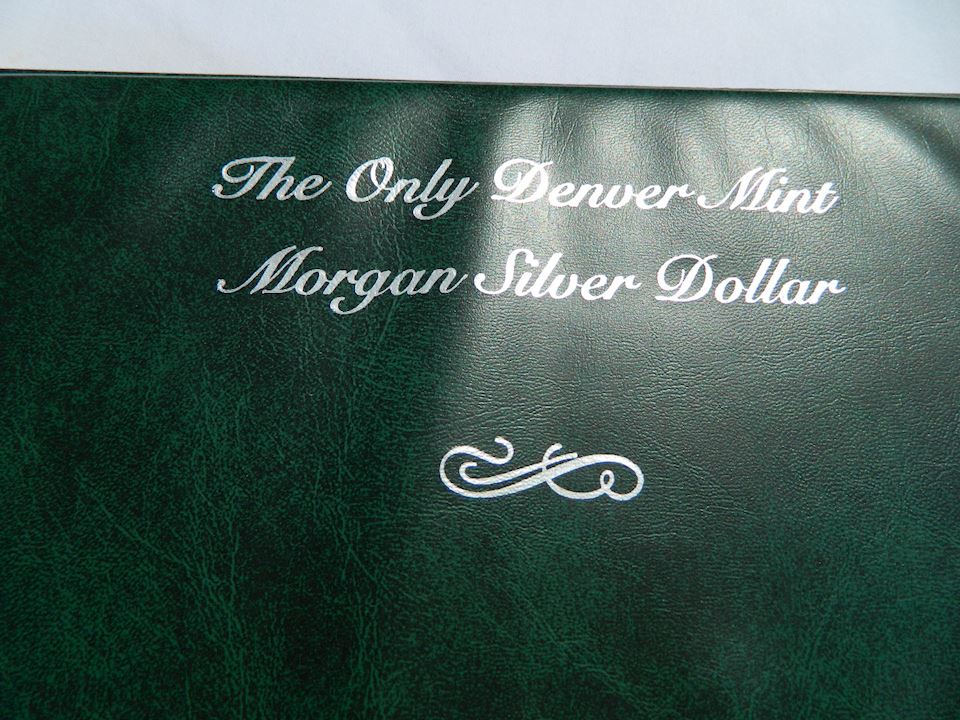 The Only Denver Mint
Morgan Silver Dollar